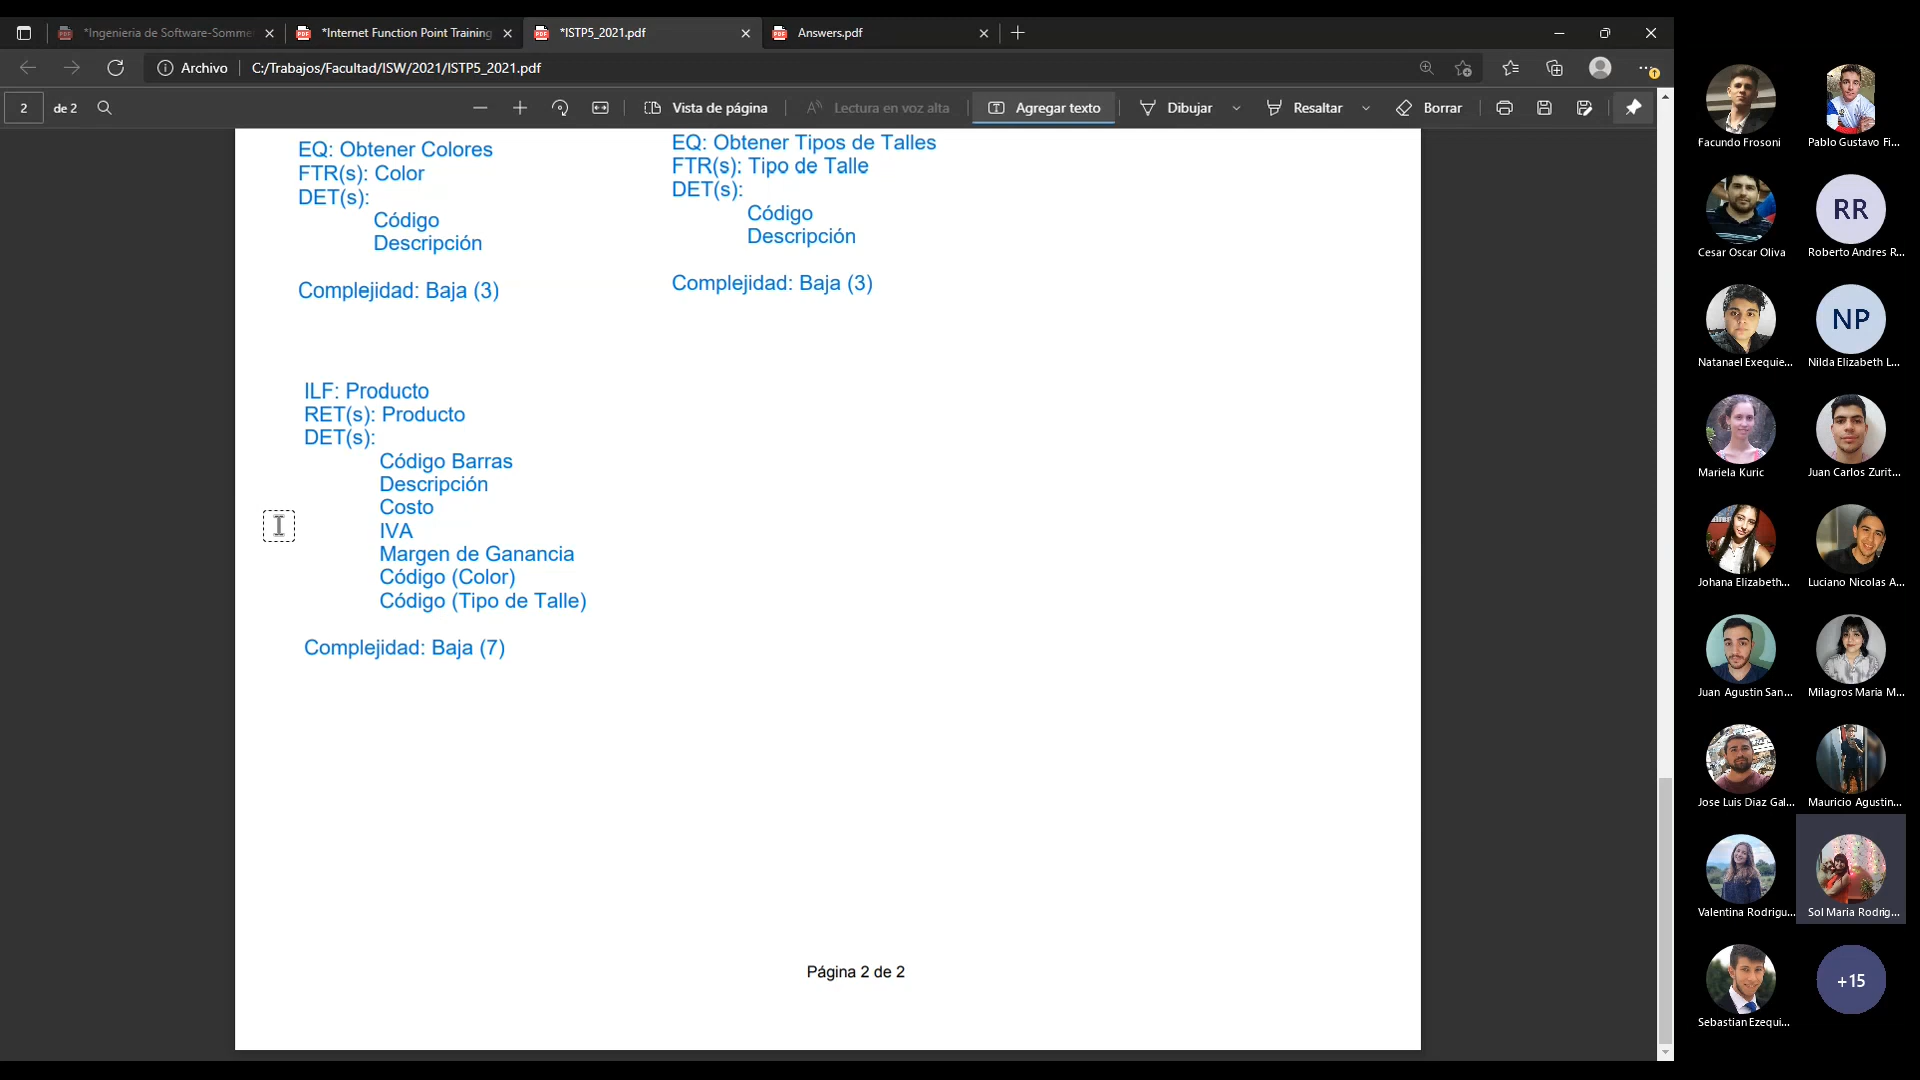 *Ingenieria de Software-Somme
*Internet Function Point Training
*ISTP5_2021.pdf
Answers.pdf
Archivo
C:/Trabajos/Facultad/ISW/2021/ISTP5_2021.pdf
2
de 2
Vista de página
Lectura en voz alta
Agregar texto
Dibujar
Resaltar
Borrar
EQ: Obtener Colores
FTR(s): Color
DET(s):
Código
Descripción
Complejidad: Baja (3)
EQ: Obtener Tipos de Talles
FTR(s): Tipo de Talle
DET(s):
Código
Descripción
Complejidad: Baja (3)
ILF: Producto
RET(s): Producto
DET(s):
Código Barras
Descripción
Costo
IVA
Margen de Ganancia
Código (Color)
Código (Tipo de Talle)
Complejidad: Baja (7)
Página 2 de 2
Facundo Frosoni
Pablo Gustavo Fi...
Cesar Oscar Oliva
RR
Roberto Andres R...
Natanael Exequie...
NP
Nilda Elizabeth L...
Mariela Kuric
Juan Carlos Zurit...
Johana Elizabeth...
Luciano Nicolas A...
Juan Agustin San...
Milagros Maria M...
Jose Luis Diaz Gal...
Mauricio Agustin...
Valentina Rodrigu...
Sol Maria Rodrig...
Sebastian Ezequi...
+15